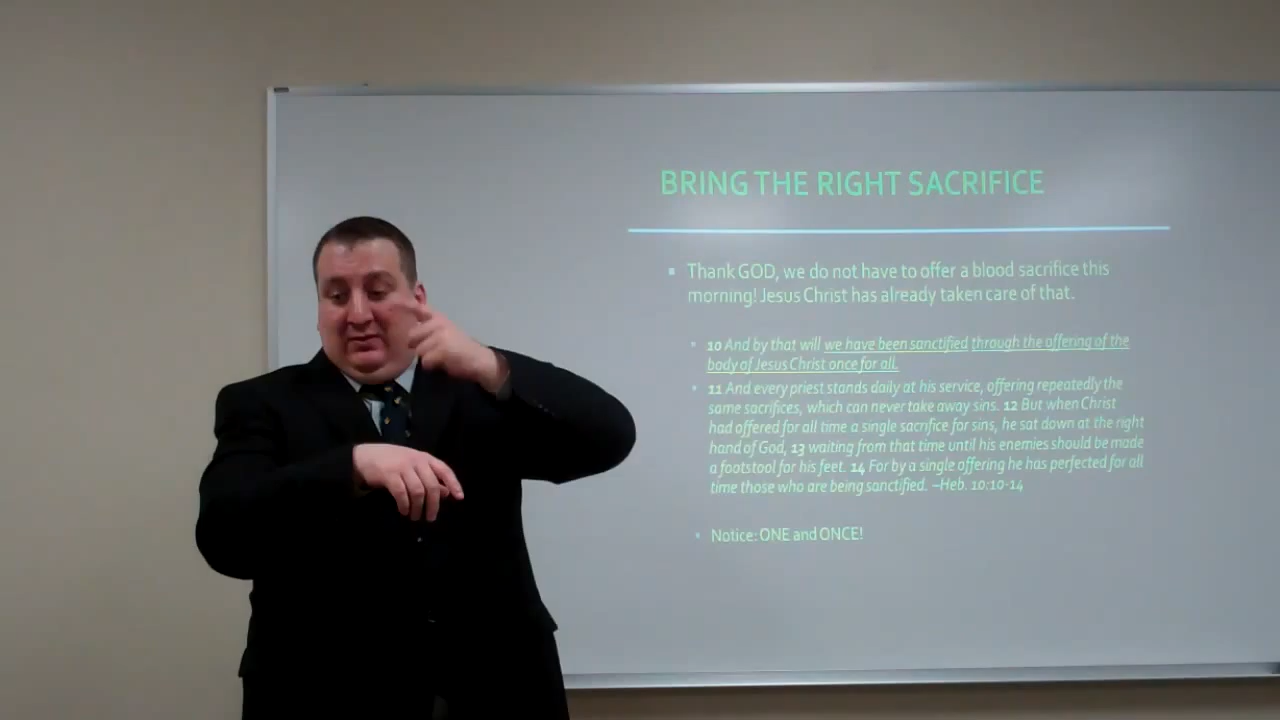 BRING THE RIGHT SACRIFICE
Thank GOD, we do not have to offer a blood sacrifice this
morning! Jesus Christ has already taken care of that.
10 And by that will we have been sanctified through the offering of the
body of Jesus Christ once for all.
11 And every priest stands daily at his service, offering repeatedly the
same sacrifices, which can never take away sins. 12 But when Christ
had offered for all time a single sacrifice for sins, he sat down at the right
hand of God, 13 waiting from that time until his enemies should be made
a footstool for his feet. 14 For by a single offering he has perfected for all
time those who are being sanctified. –Heb. 10:10-14
Notice: ONE and ONCE!